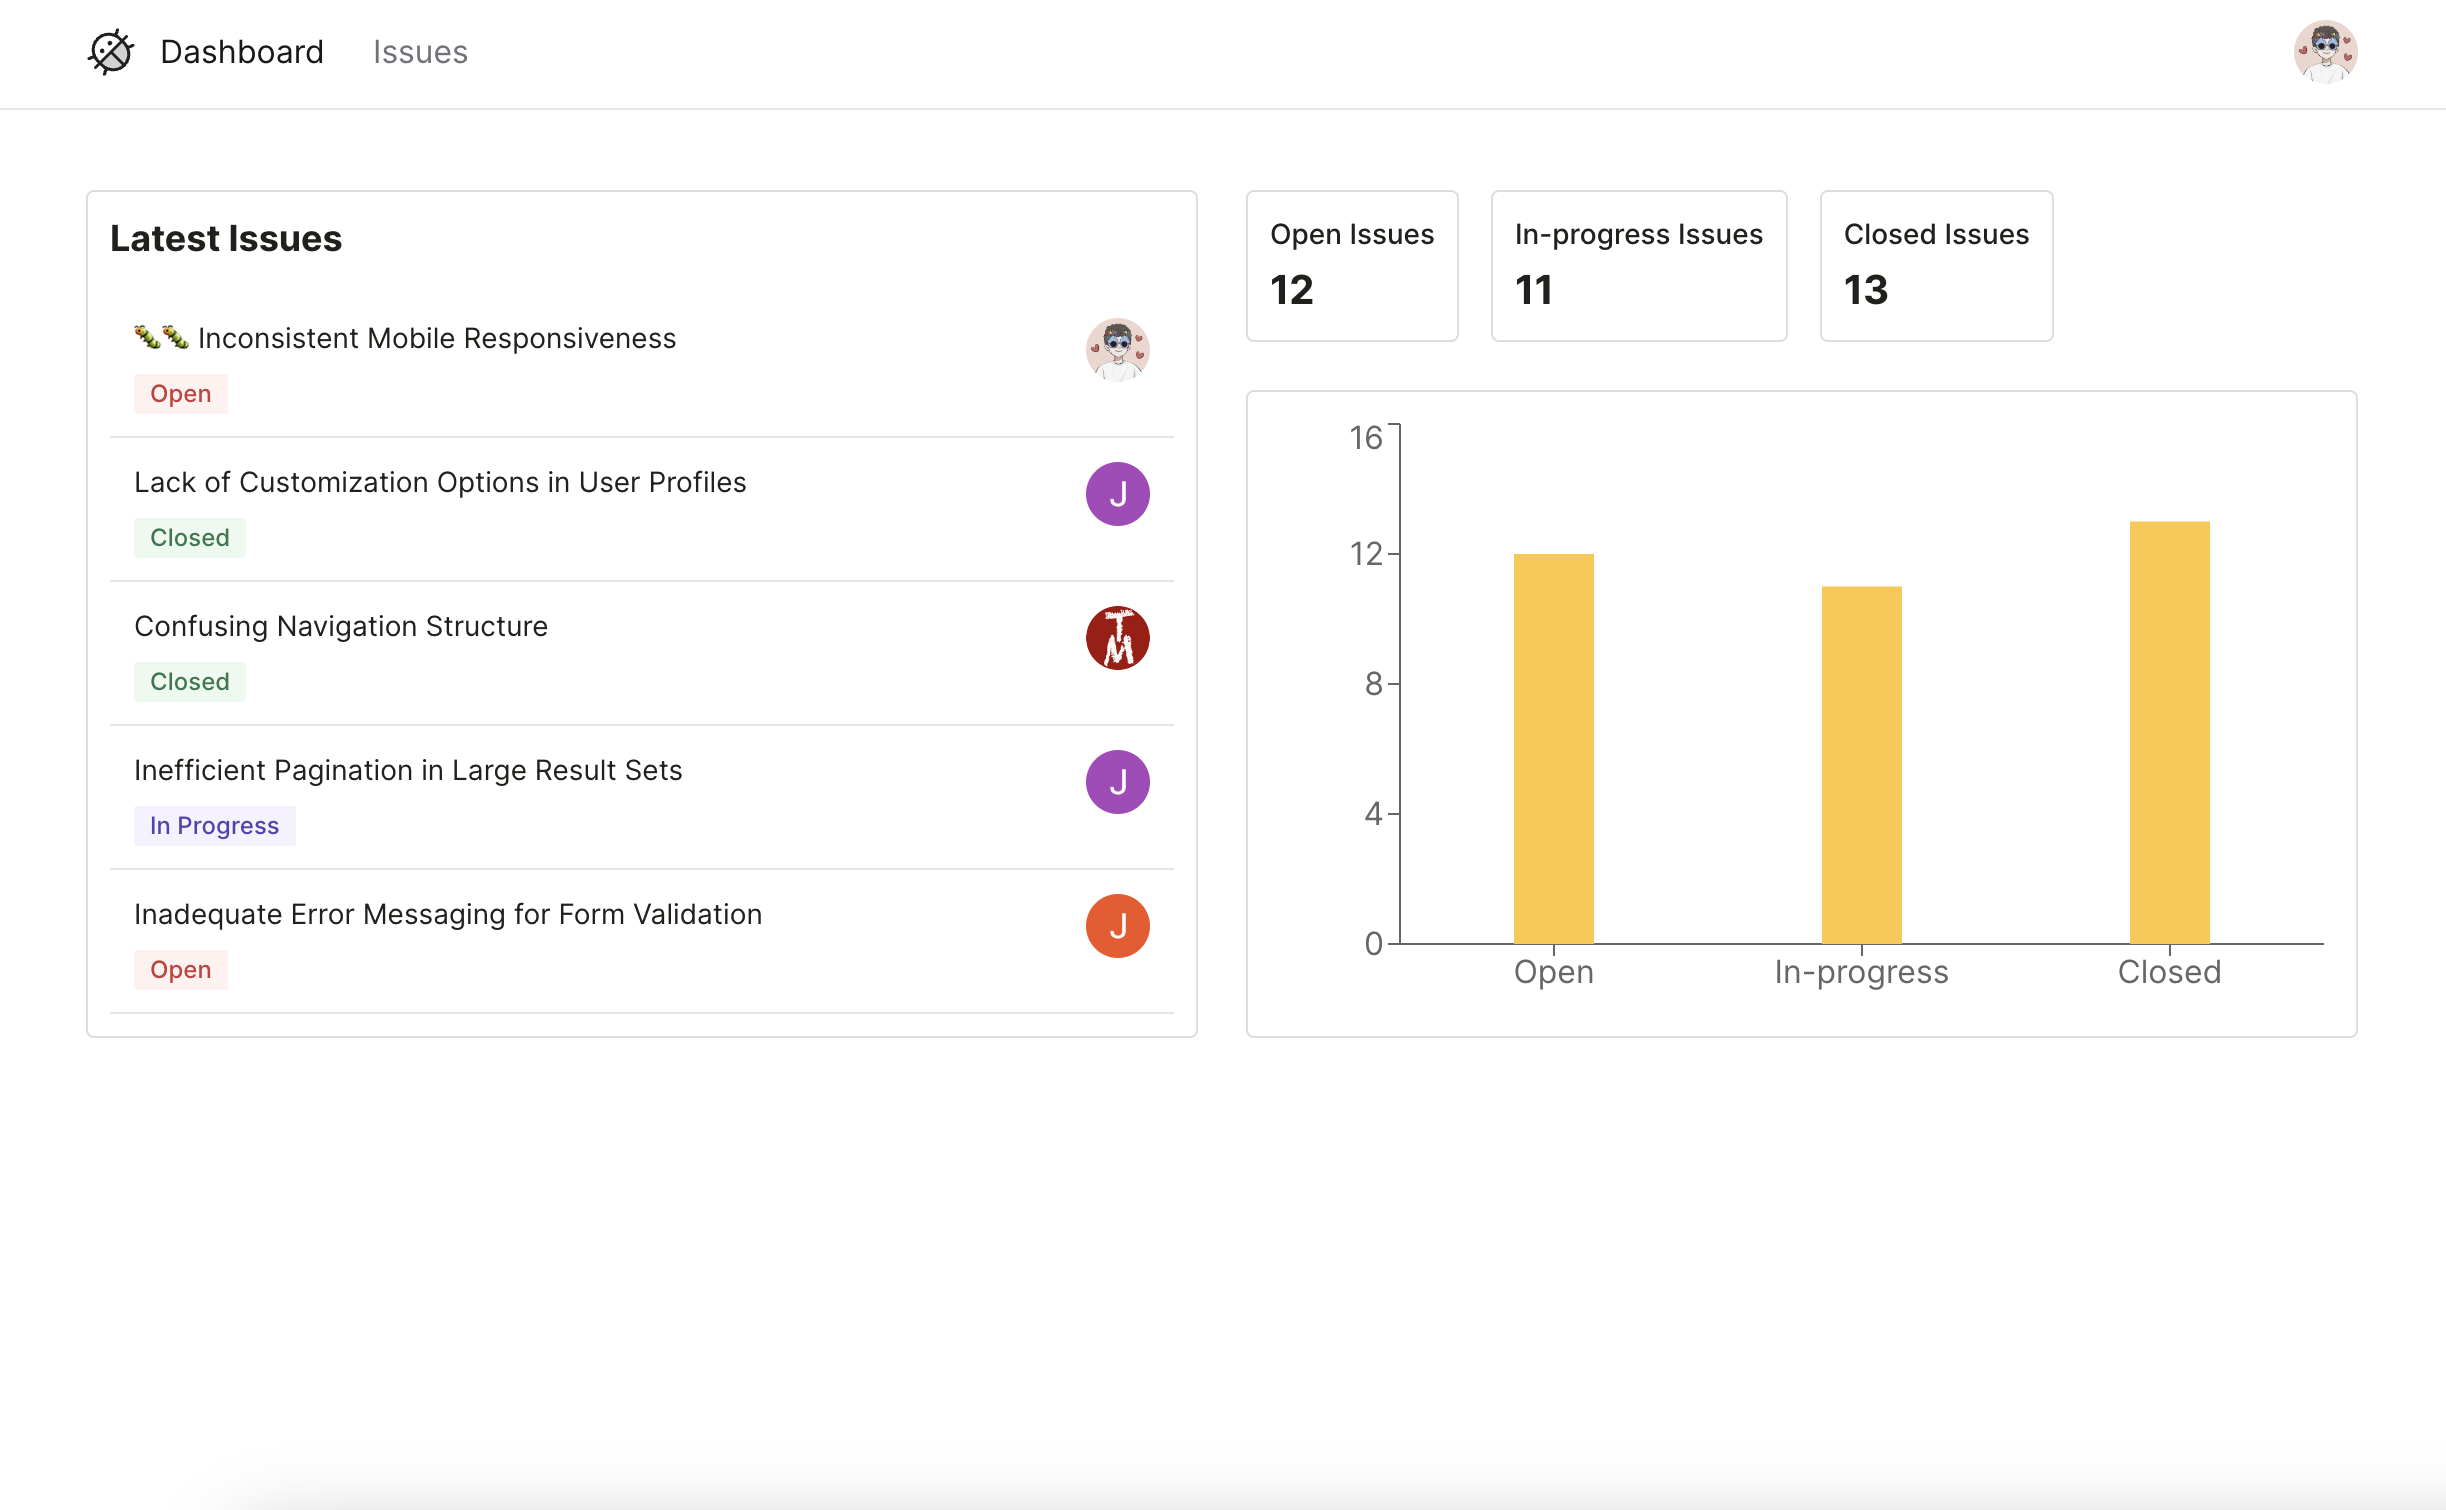 Dashboard Issues
Latest Issues
🐛🐛 Inconsistent Mobile Responsiveness
Open
Lack of Customization Options in User Profiles
J
Closed
Confusing Navigation Structure
TM
Closed
Inefficient Pagination in Large Result Sets
J
In Progress
Inadequate Error Messaging for Form Validation
J
Open
Open Issues
12
In-progress Issues
11
Closed Issues
13
16
12
8
4
0
Open In-progress Closed